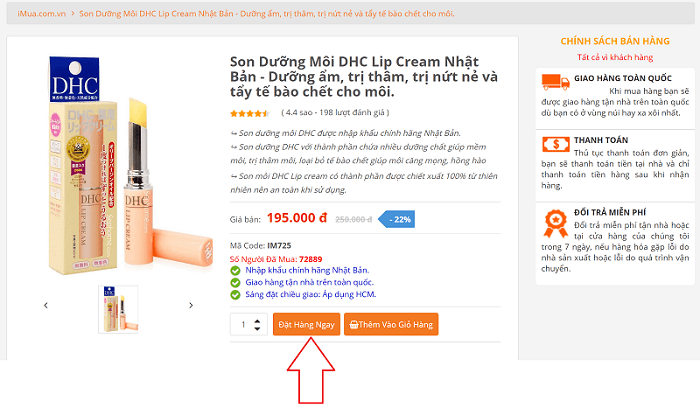 iMua.com.vn > Son Dưỡng Môi DHC Lip Cream Nhật Bản - Dưỡng ẩm, trị thâm, trị nứt nẻ và tẩy tế bào chết cho môi.
DHC
DHC
LIP CREAM
DHC
LIP CREAM
Son Dưỡng Môi DHC Lip Cream Nhật
Bản - Dưỡng ẩm, trị thâm, trị nứt nẻ và
tẩy tế bào chết cho môi.
( 4.4 sao - 198 lượt đánh giá )
Son dưỡng môi DHC được nhập khẩu chính hãng Nhật Bản.
Son dưỡng DHC với thành phần chứa nhiều dưỡng chất giúp mềm
môi, trị thâm môi, loại bỏ tế bào chết giúp môi căng mọng, hồng hào
Son môi DHC Lip cream có thành phần được chiết xuất 100% từ thiên
nhiên nên an toàn khi sử dụng.
Giá bán: 195.000 đ 250.000 đ - 22%
Mã Code: IM725
Số Người Đã Mua: 72889
Nhập khẩu chính hãng Nhật Bản.
Giao hàng tận nhà trên toàn quốc.
Sáng đặt chiều giao: Áp dụng HCM.
1 Đặt Hàng Ngay Thêm Vào Giỏ Hàng
CHÍNH SÁCH BÁN HÀNG
Tất cả vì khách hàng
GIAO HÀNG TOÀN QUỐC
Khi mua hàng bạn sẽ
được giao hàng tận nhà trên toàn quốc
dù bạn có ở vùng núi hay xa xôi nhất.
THANH TOÁN
Thủ tục thanh toán đơn giản,
bạn sẽ thanh toán tiền tại nhà và chỉ
thanh toán tiền hàng sau khi nhận
hàng.
ĐỔI TRẢ MIỄN PHÍ
Đổi trả miễn phí tận nhà hoặc
tại cửa hàng của chúng tôi
trong 7 ngày, nếu hàng hóa gặp lỗi do
nhà sản xuất hoặc lỗi do quá trình vận
chuyển.